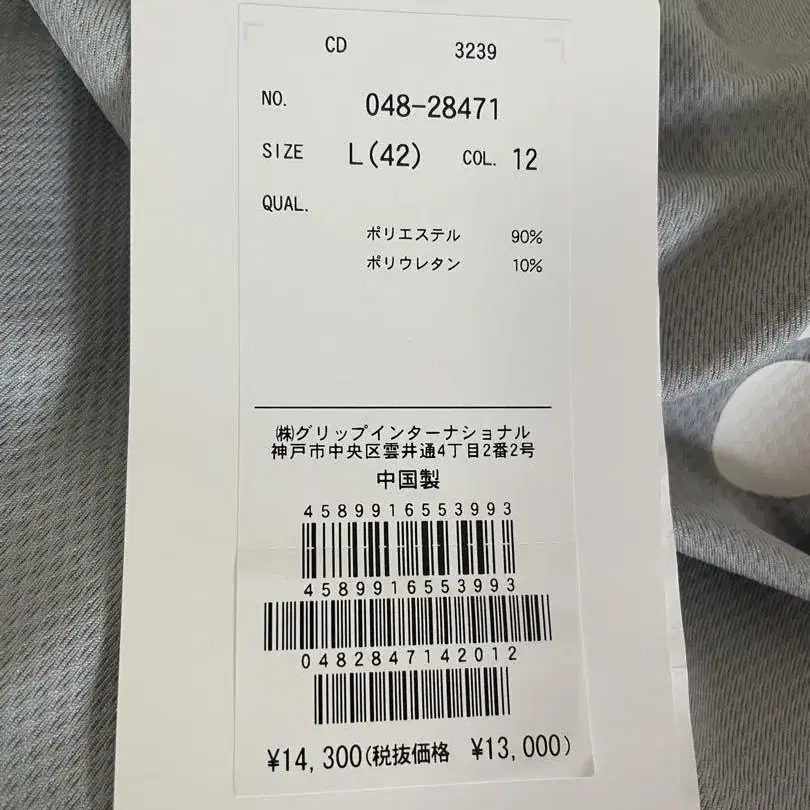 CD 3239
NO. 048-28471
SIZE L(42) COL. 12
QUAL.
ポリエステル 90%
ポリウレタン 10%
㈱グリップインターナショナル
神戸市中央区雲井通4丁目2番2号
中国製
4589916553993
4589916553993
0482847142012
¥14,300(税抜価格 ¥13,000)